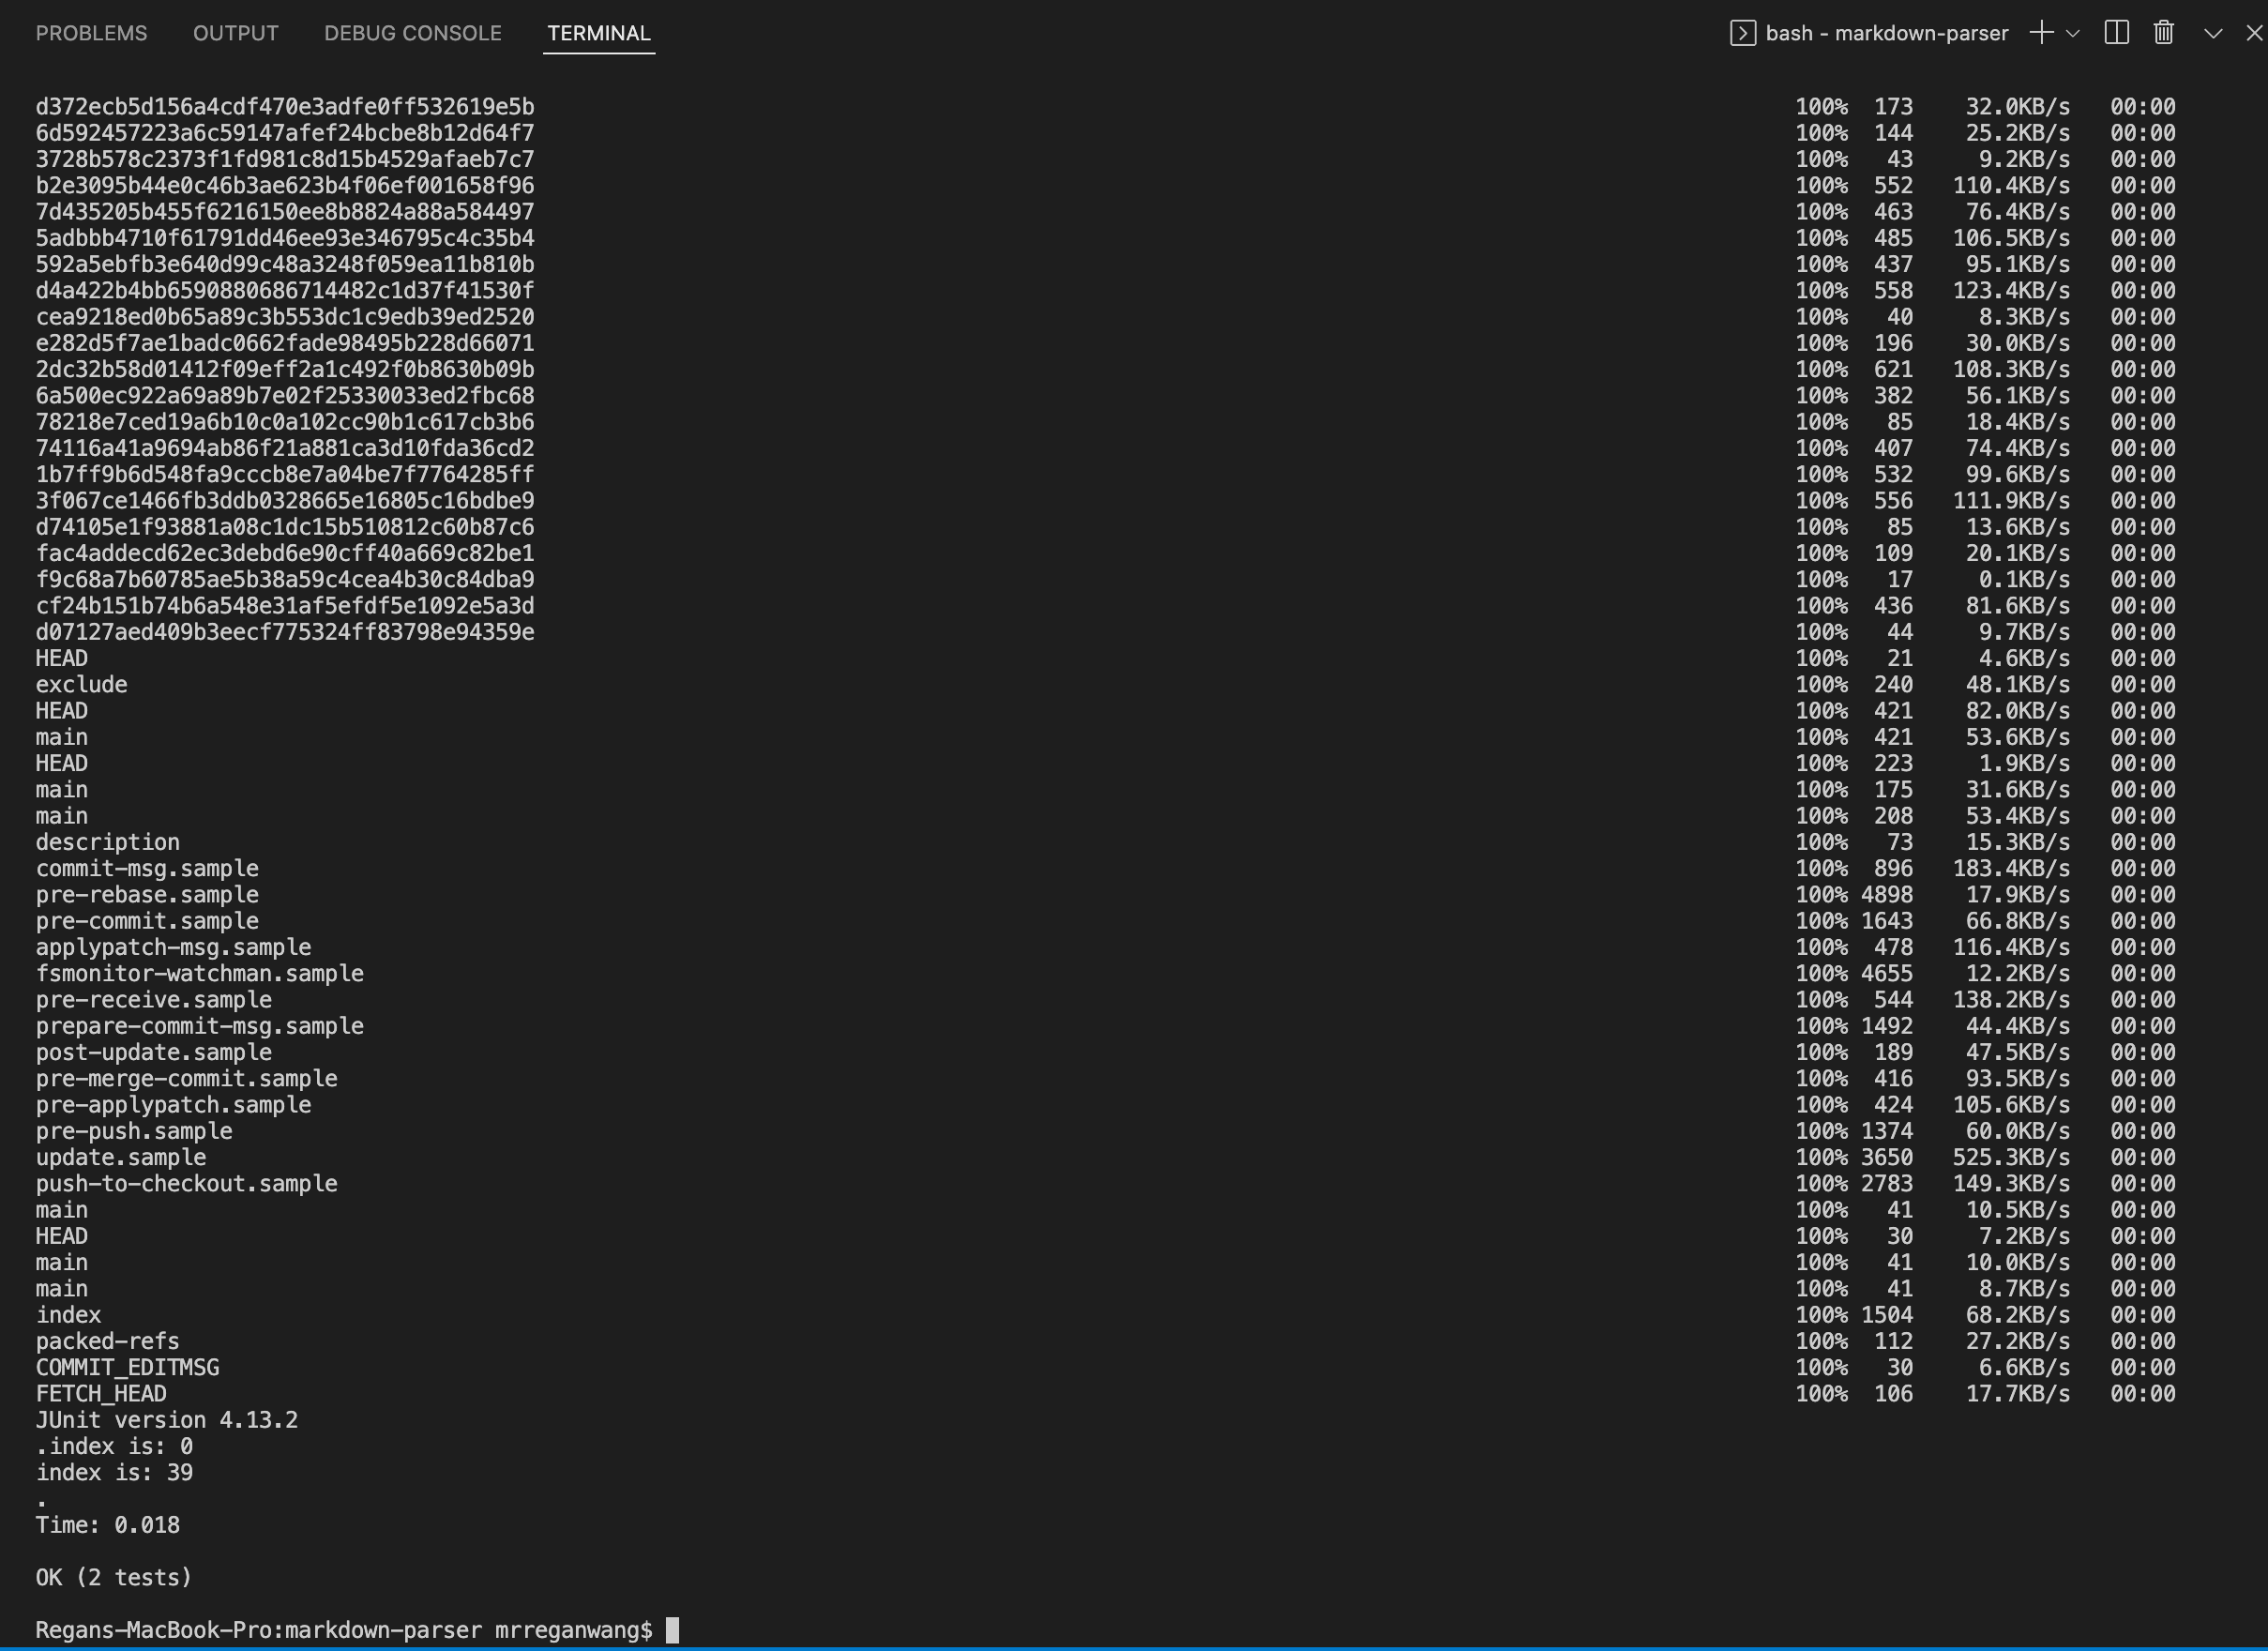 PROBLEMS OUTPUT DEBUG CONSOLE TERMINAL bash - markdown-parser
d372ecb5d156a4cdf470e3adfe0ff532619e5b 100% 173 32.0KB/s 00:00
6d592457223a6c59147afef24bcbe8b12d64f7 100% 144 25.2KB/s 00:00
3728b578c2373f1fd981c8d15b4529afaeb7c7 100% 43 9.2KB/s 00:00
b2e3095b44e0c46b3ae623b4f06ef001658f96 100% 552 110.4KB/s 00:00
7d435205b455f6216150ee8b8824a88a584497 100% 463 76.4KB/s 00:00
5adbbb4710f61791dd46ee93e346795c4c35b4 100% 485 106.5KB/s 00:00
592a5ebfb3e640d99c48a3248f059ea11b810b 100% 437 95.1KB/s 00:00
d4a422b4bb6590880686714482c1d37f41530f 100% 558 123.4KB/s 00:00
cea9218ed0b65a89c3b553dc1c9edb39ed2520 100% 40 8.3KB/s 00:00
e282d5f7ae1badc0662fade98495b228d66071 100% 196 30.0KB/s 00:00
2dc32b58d01412f09eff2a1c492f0b8630b09b 100% 621 108.3KB/s 00:00
6a500ec922a69a89b7e02f25330033ed2fbc68 100% 382 56.1KB/s 00:00
78218e7ced19a6b10c0a102cc90b1c617cb3b6 100% 85 18.4KB/s 00:00
74116a41a9694ab86f21a881ca3d10fda36cd2 100% 407 74.4KB/s 00:00
1b7ff9b6d548fa9cccb8e7a04be7f7764285ff 100% 532 99.6KB/s 00:00
3f067ce1466fb3ddb0328665e16805c16bdbe9 100% 556 111.9KB/s 00:00
d74105e1f93881a08c1dc15b510812c60b87c6 100% 85 13.6KB/s 00:00
fac4addecd62ec3debd6e90cff40a669c82be1 100% 109 20.1KB/s 00:00
f9c68a7b60785ae5b38a59c4cea4b30c84dba9 100% 17 0.1KB/s 00:00
cf24b151b74b6a548e31af5efdf5e1092e5a3d 100% 436 81.6KB/s 00:00
d07127aed409b3eecf775324ff83798e94359e 100% 44 9.7KB/s 00:00
HEAD 100% 21 4.6KB/s 00:00
exclude 100% 240 48.1KB/s 00:00
HEAD 100% 421 82.0KB/s 00:00
main 100% 421 53.6KB/s 00:00
HEAD 100% 223 1.9KB/s 00:00
main 100% 175 31.6KB/s 00:00
main 100% 208 53.4KB/s 00:00
description 100% 73 15.3KB/s 00:00
commit-msg.sample 100% 896 183.4KB/s 00:00
pre-rebase.sample 100% 4898 17.9KB/s 00:00
pre-commit.sample 100% 1643 66.8KB/s 00:00
applypatch-msg.sample 100% 478 116.4KB/s 00:00
fsmonitor-watchman.sample 100% 4655 12.2KB/s 00:00
pre-receive.sample 100% 544 138.2KB/s 00:00
prepare-commit-msg.sample 100% 1492 44.4KB/s 00:00
post-update.sample 100% 189 47.5KB/s 00:00
pre-merge-commit.sample 100% 416 93.5KB/s 00:00
pre-applypatch.sample 100% 424 105.6KB/s 00:00
pre-push.sample 100% 1374 60.0KB/s 00:00
update.sample 100% 3650 525.3KB/s 00:00
push-to-checkout.sample 100% 2783 149.3KB/s 00:00
main 100% 41 10.5KB/s 00:00
HEAD 100% 30 7.2KB/s 00:00
main 100% 41 10.0KB/s 00:00
main 100% 41 8.7KB/s 00:00
index 100% 1504 68.2KB/s 00:00
packed-refs 100% 112 27.2KB/s 00:00
COMMIT_EDITMSG 100% 30 6.6KB/s 00:00
FETCH_HEAD 100% 106 17.7KB/s 00:00
JUnit version 4.13.2
.index is: 0
index is: 39
.
Time: 0.018
OK (2 tests)
Regans-MacBook-Pro:markdown-parser mrreganwang$